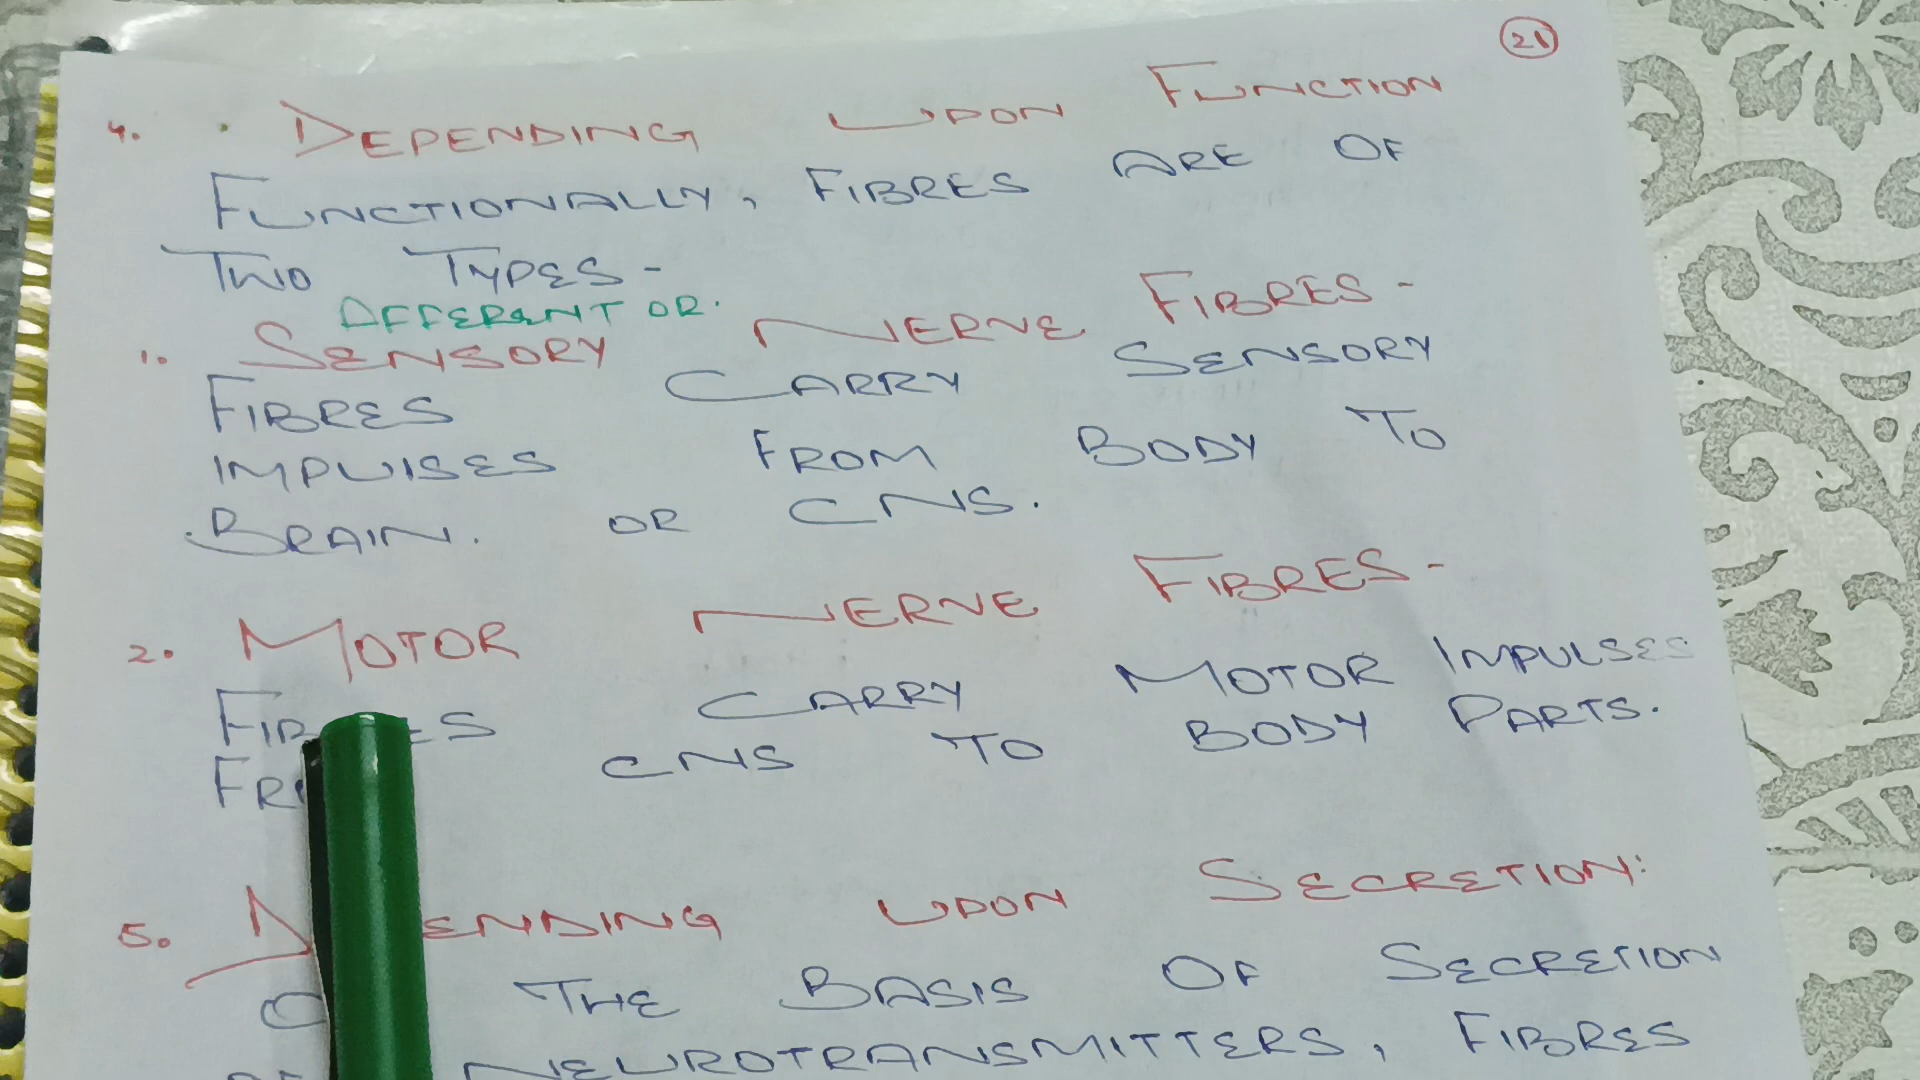 21
4. DEPENDING UPON FUNCTION
FUNCTIONALLY, FIBRES ARE OF
TWO TYPES-
AFFERENT OR.
1. SENSORY NERVE FIBRES-
FIBRES CARRY SENSORY
IMPULSES FROM BODY TO
BRAIN. OR CNS.
2. MOTOR NERVE FIBRES-
CARRY MOTOR IMPULSES
CNS TO BODY PARTS.
5. UPON SECRETION:
THE BASIS OF SECRETION
NEUROTRANSMITTERS, FIBRES